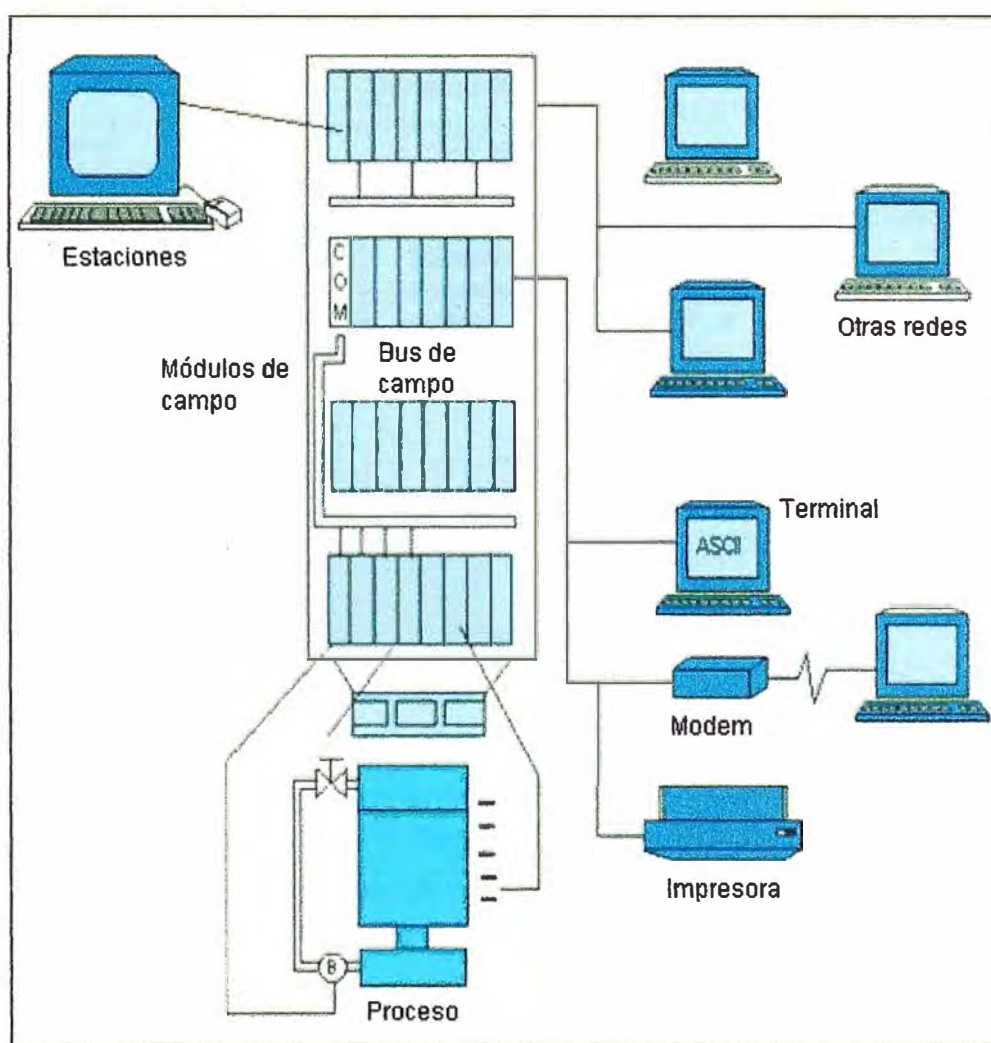 Estaciones
C
O
M
Módulos de
campo
Bus de
campo
Otras redes
Terminal
ASCII
Modem
Impresora
B
Proceso